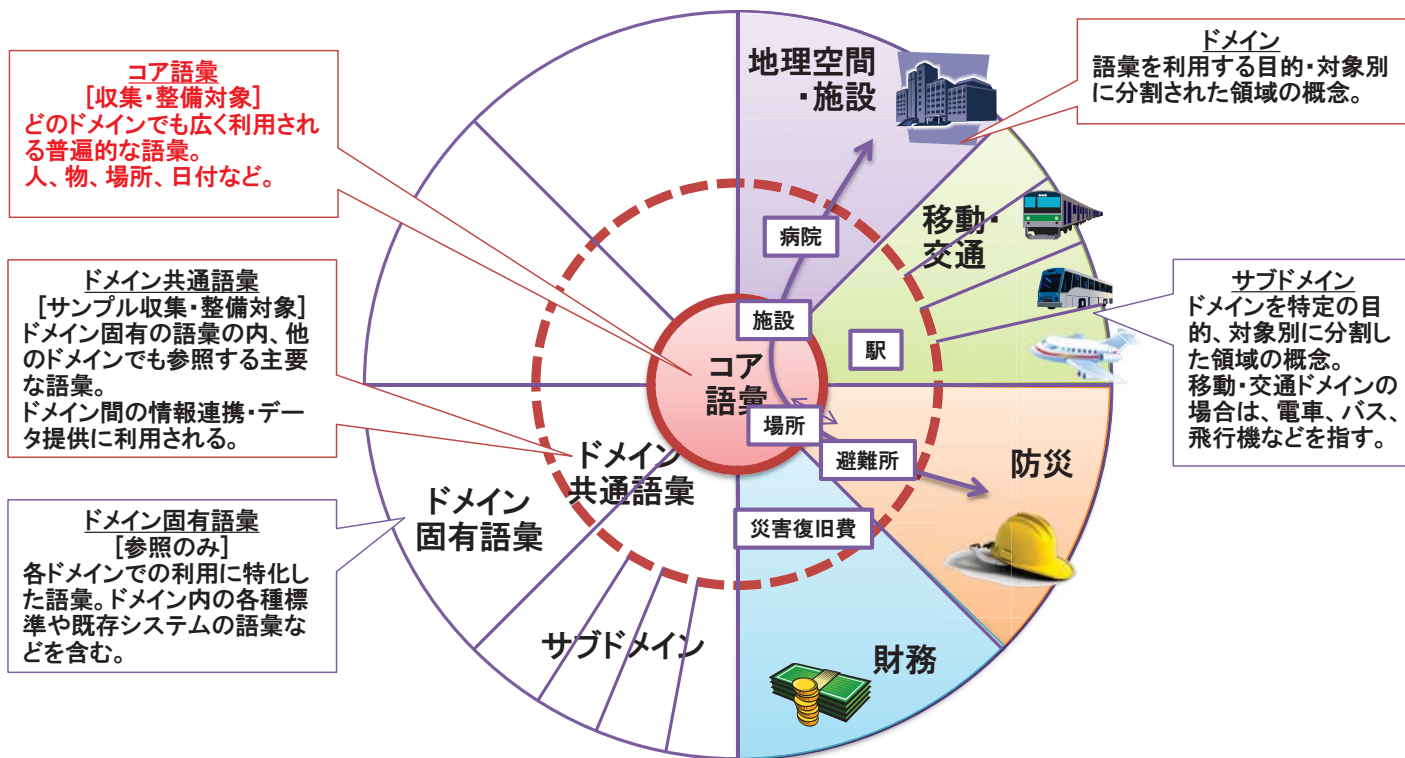 コア語彙
[収集・整備対象]
どのドメインでも広く利用され
る普遍的な語彙。
人、物、場所、日付など。
ドメイン共通語彙
[サンプル収集・整備対象]
ドメイン固有の語彙の内、他
のドメインでも参照する主要
な語彙。
ドメイン間の情報連携・デー
タ提供に利用される。
ドメイン固有語彙
[参照のみ]
各ドメインでの利用に特化し
た語彙。ドメイン内の各種標
準や既存システムの語彙な
どを含む。
地理空間
・施設
移動・
交通
防災
財務
病院
施設
駅
コア
語彙
場所
避難所
災害復旧費
ドメイン
共通語彙
ドメイン
固有語彙
サブドメイン
ドメイン
語彙を利用する目的・対象別
に分割された領域の概念。
サブドメイン
ドメインを特定の目
的、対象別に分割し
た領域の概念。
移動・交通ドメインの
場合は、電車、バス、
飛行機などを指す。